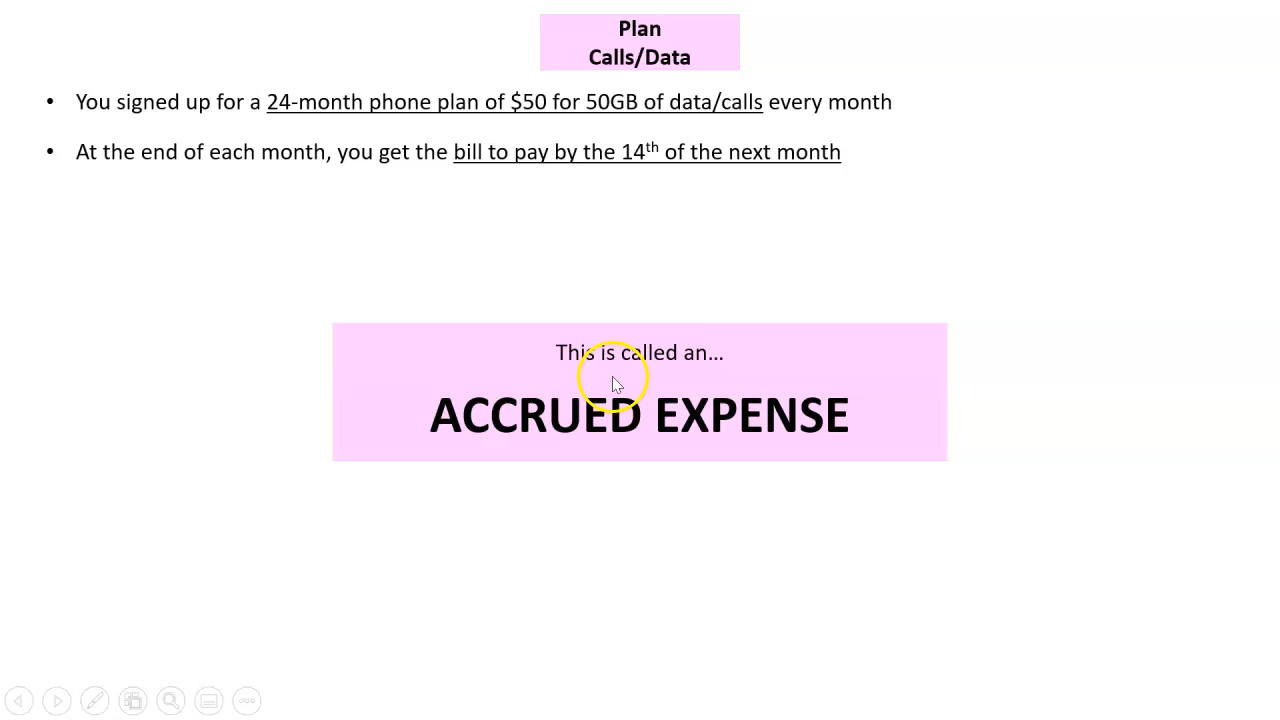 Plan
Calls/Data
• You signed up for a 24-month phone plan of $50 for 50GB of data/calls every month
• At the end of each month, you get the bill to pay by the 14th of the next month
This is called an…
ACCRUED EXPENSE